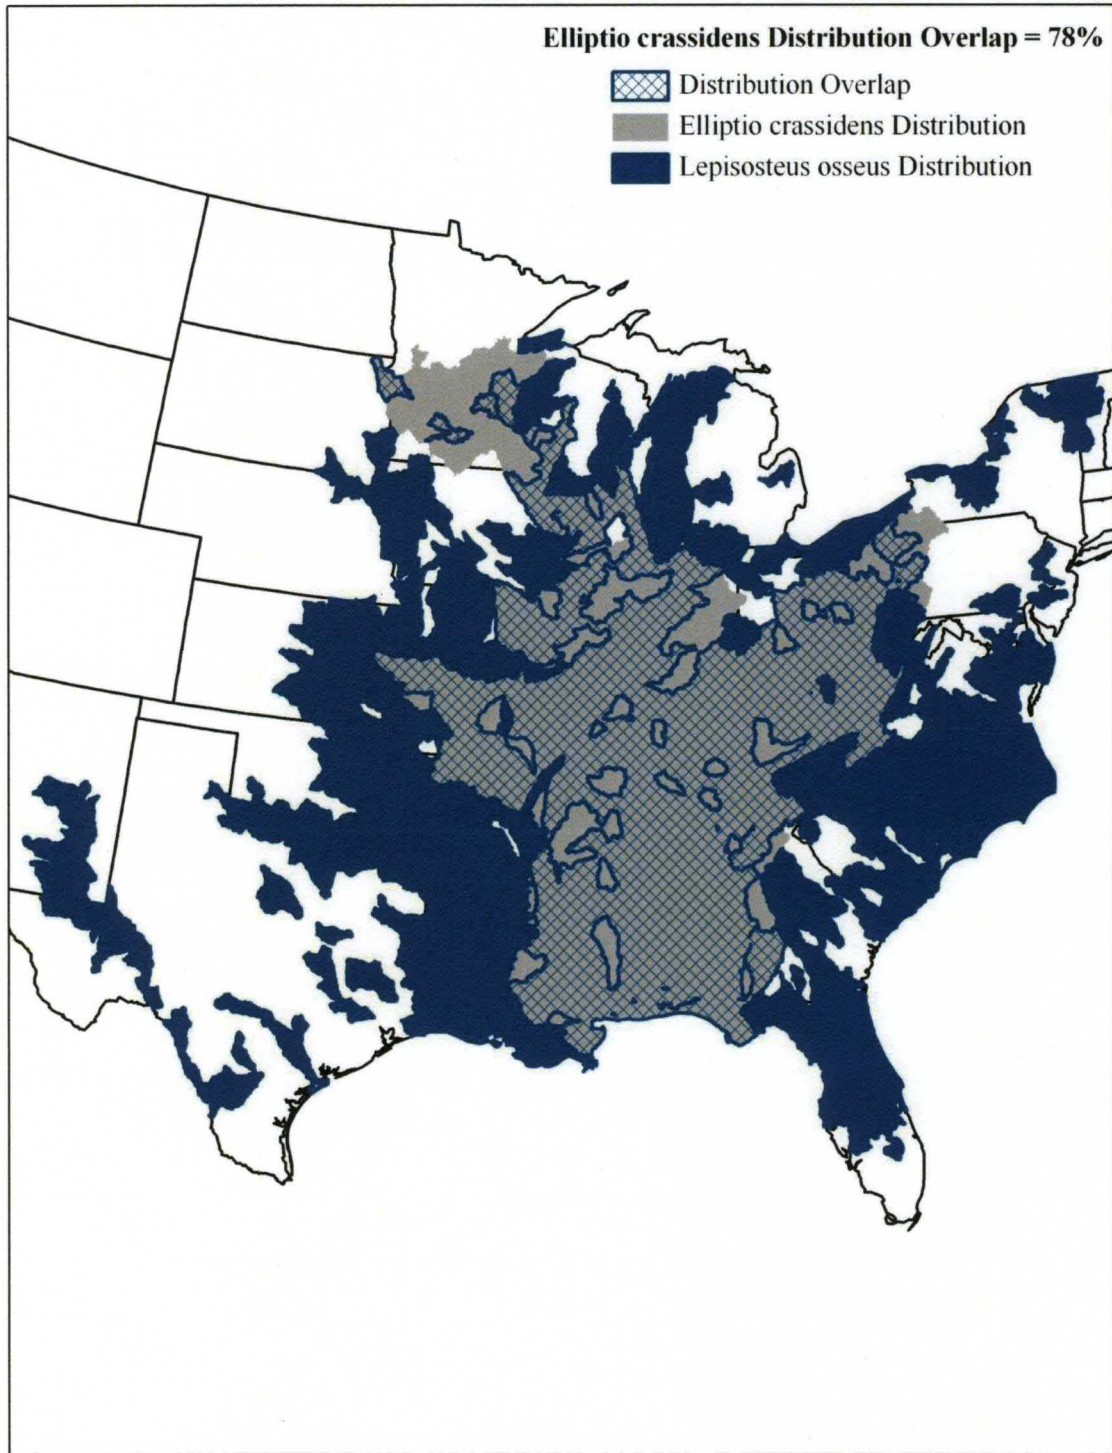 Elliptio crassidens Distribution Overlap = 78%
Distribution Overlap
Elliptio crassidens Distribution
Lepisosteus osseus Distribution